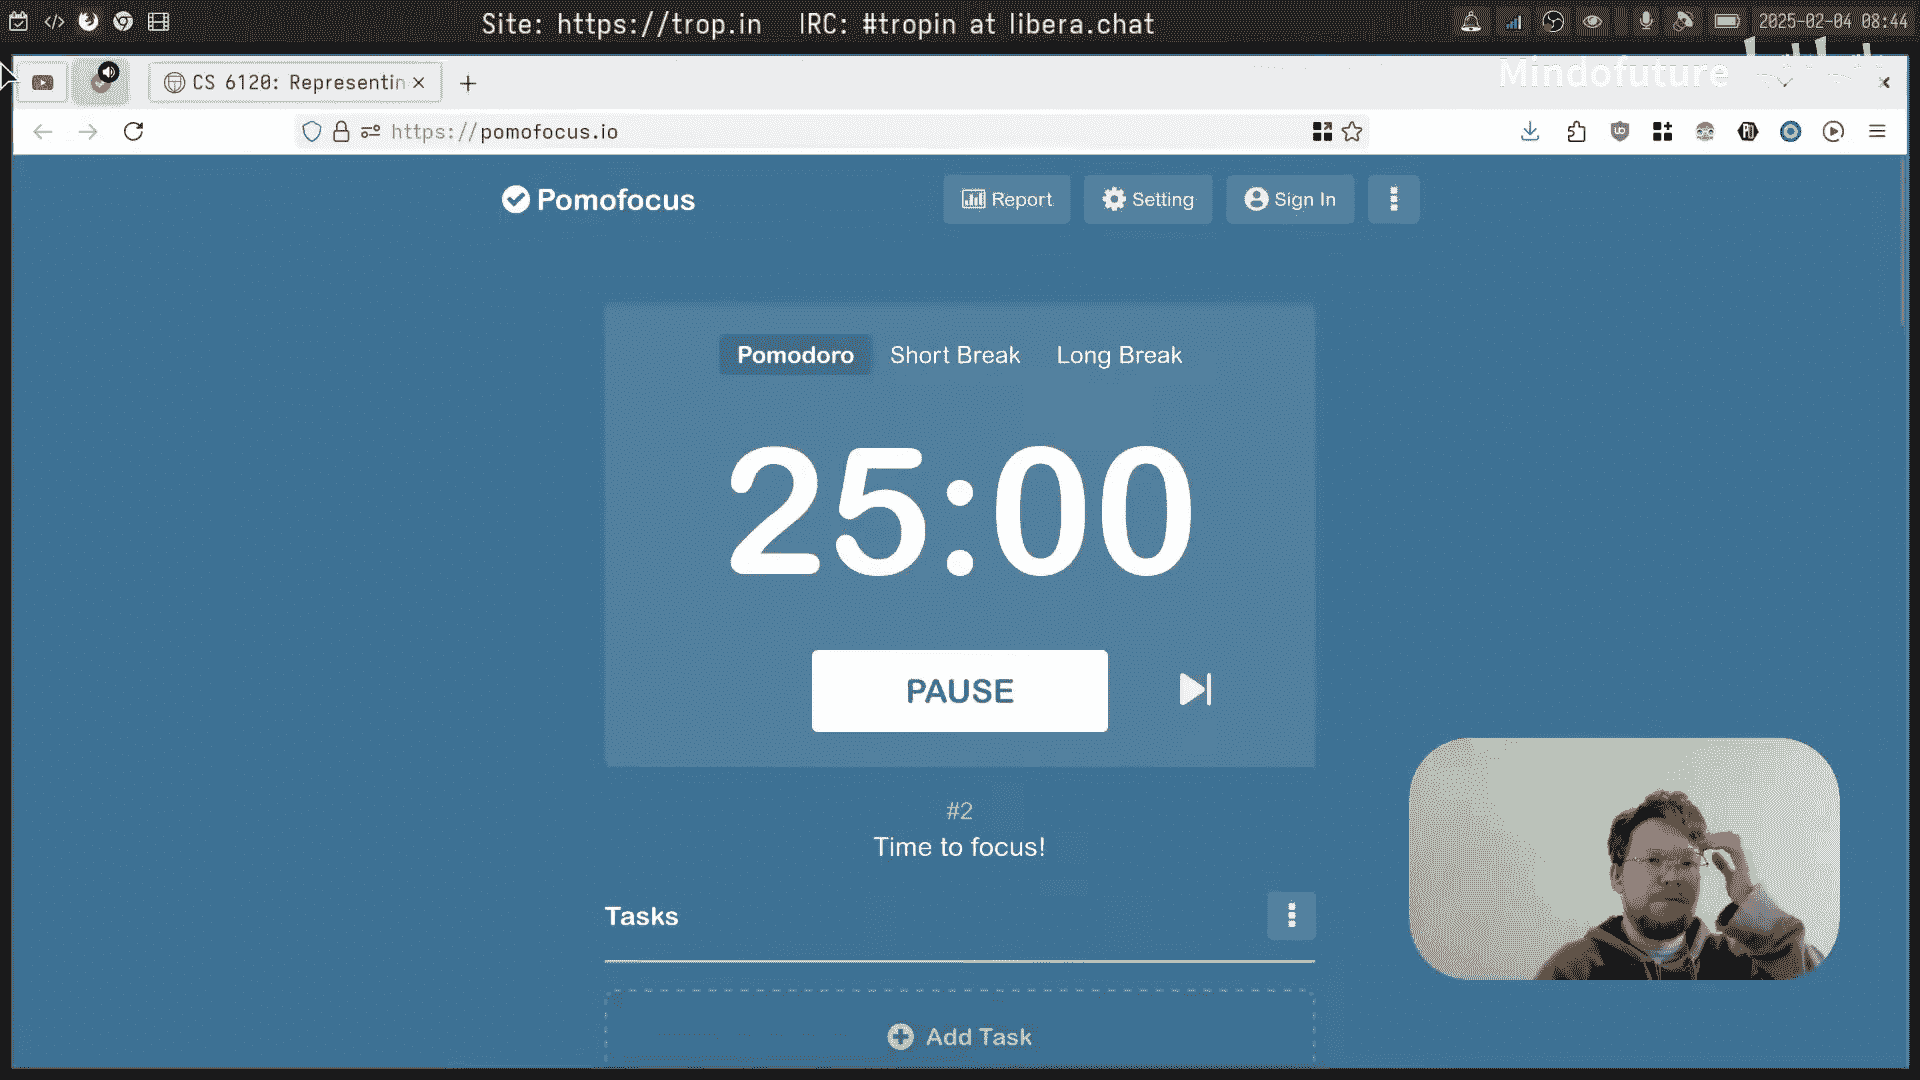 Site: https://trop.in IRC: #tropin at libera.chat
2025-02-04 08:44
Mindofuture
CS 6120: Representin
https://pomofocus.io
Pomofocus
Report
Setting
Sign In
Pomodoro
Short Break
Long Break
25:00
PAUSE
#2
Time to focus!
Tasks
Add Task